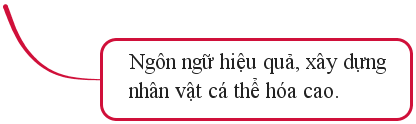 Ngôn ngữ hiệu quả, xây dựng
nhân vật cá thể hóa cao.